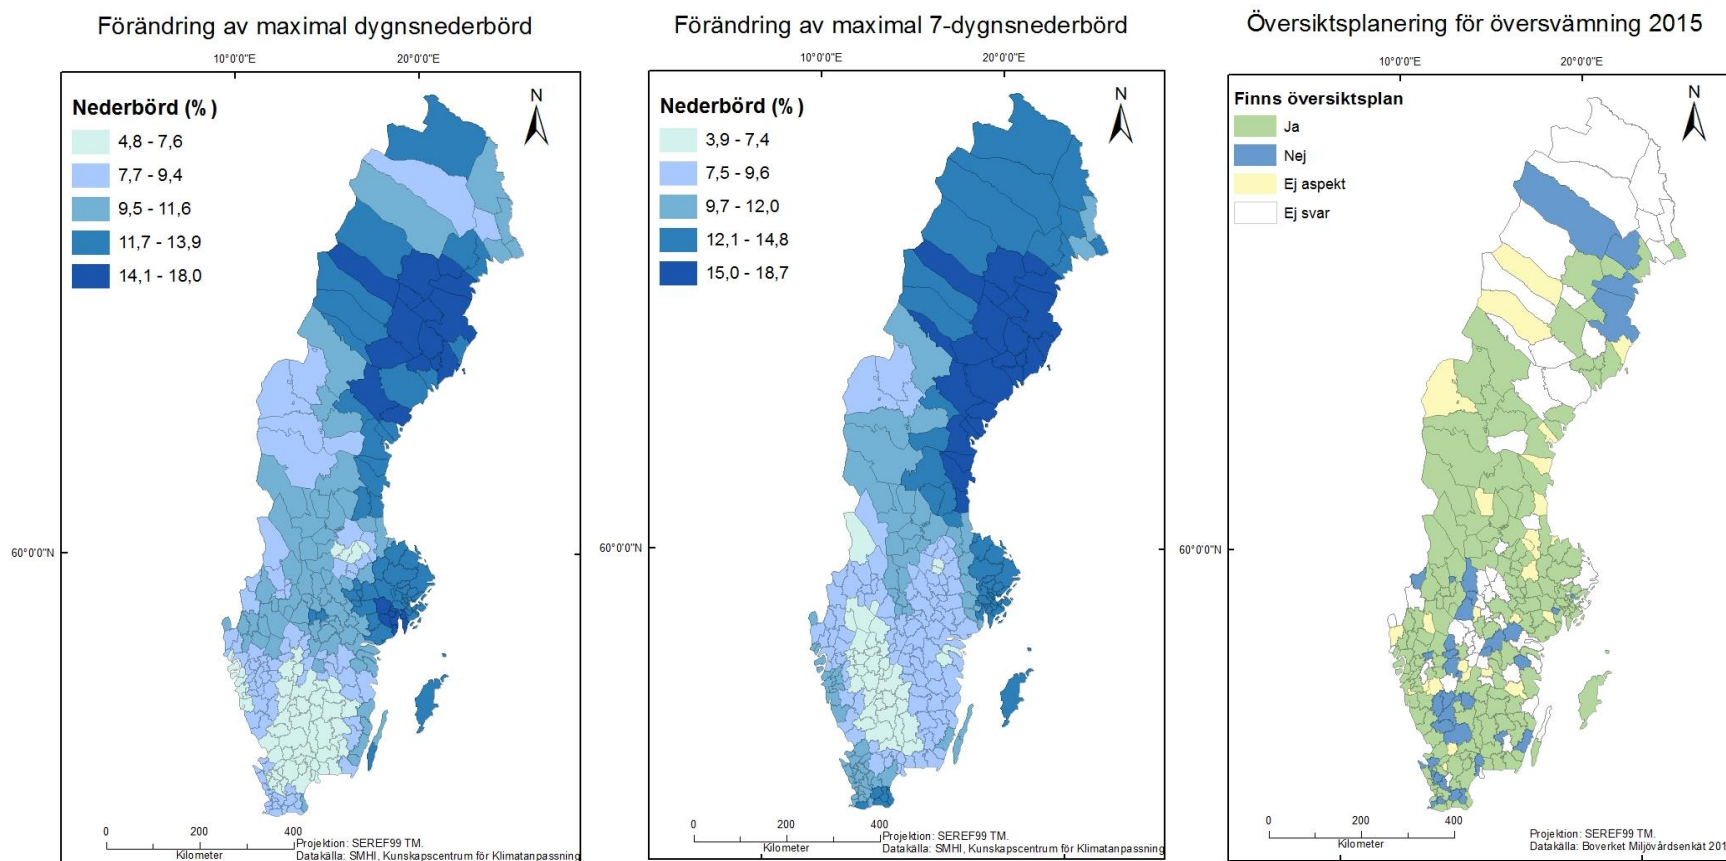 Förändring av maximal dygnsnederbörd
10°0'0"E
20°0'0"E
Nederbörd (%)
N
4,8 - 7,6
7,7 - 9,4
9,5 - 11,6
11,7 - 13,9
14,1 - 18,0
60°0'0"N
0
200
400
Kilometer
Projektion: SEREF99 TM.
Datakälla: SMHI, Kunskapscentrum för Klimatanpassning
Förändring av maximal 7-dygnsnederbörd
10°0'0"E
20°0'0"E
Nederbörd (%)
N
3,9 - 7,4
7,5 - 9,6
9,7 - 12,0
12,1 - 14,8
15,0 - 18,7
60°0'0"N
0
200
400
Kilometer
Projektion: SEREF99 TM.
Datakälla: SMHI, Kunskapscentrum för Klimatanpassning
Översiktsplanering för översvämning 2015
10°0'0"E
20°0'0"E
Finns översiktsplan
N
Ja
Nej
Ej aspekt
Ej svar
60°0'0"N
0
200
400
Kilometer
Projektion: SEREF99 TM.
Datakälla: Boverket Miljövårdsenkät 201